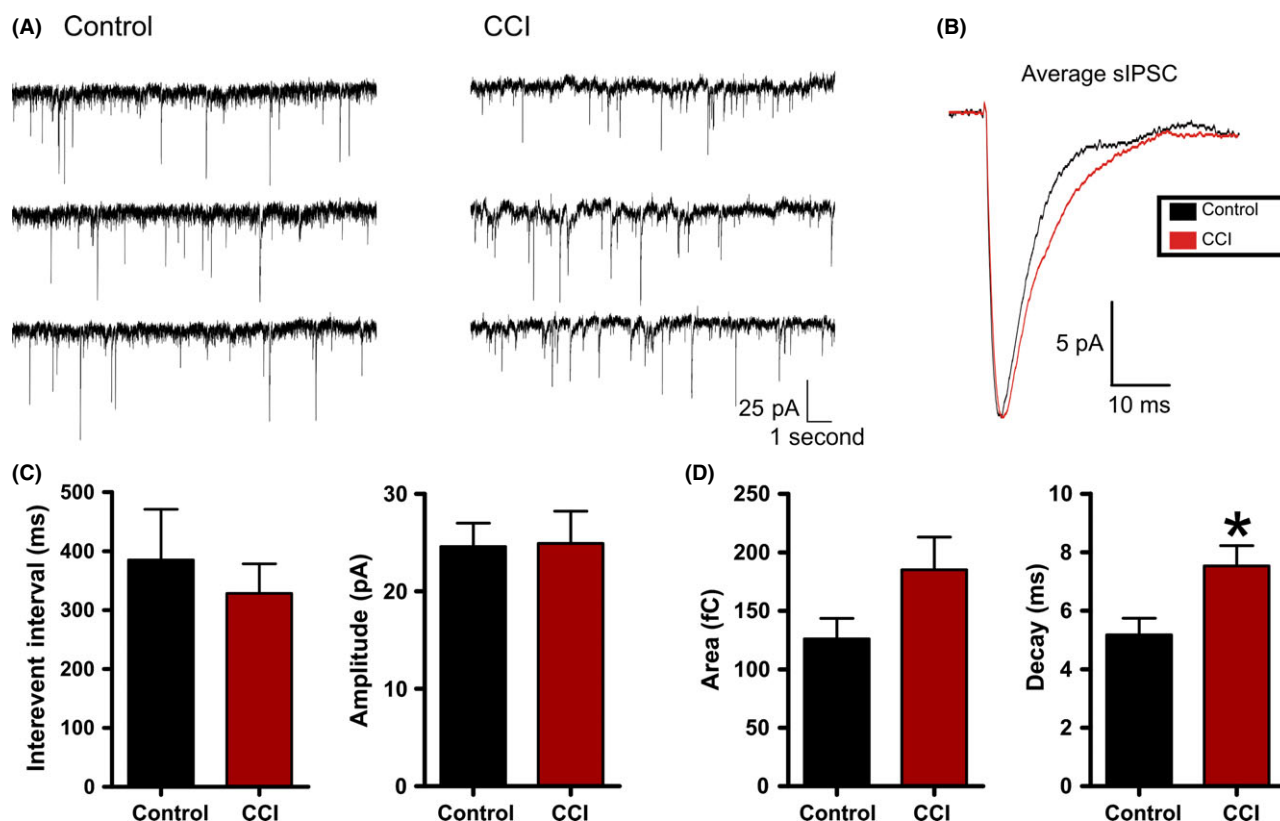 (A) Control CCI
25 pA
1 second
(B)
Average sIPSC
Control
CCI
5 pA
10 ms
(C)
Interevent interval (ms)
500
400
300
200
100
0
Control CCI
Amplitude (pA)
30
20
10
0
Control CCI
(D)
Area (fC)
250
200
150
100
50
0
Control CCI
Decay (ms)
10
8
6
4
2
0
*
Control CCI